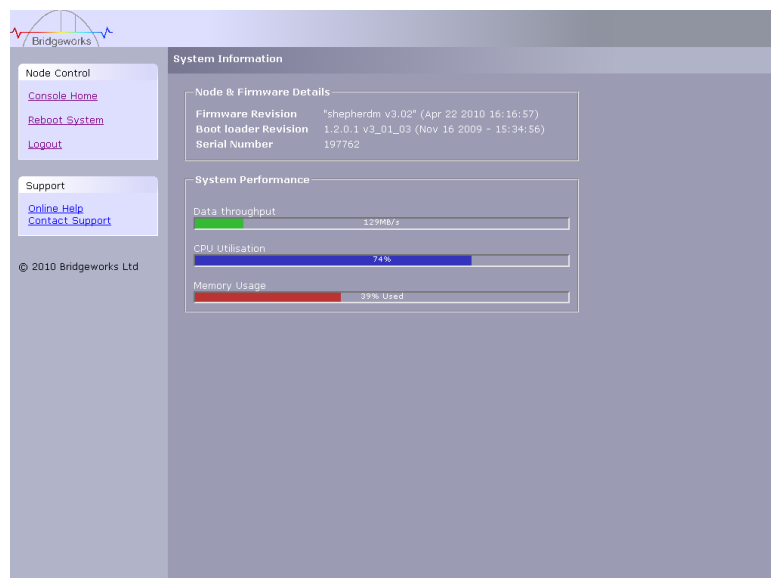 Bridgeworks
System Information
Node Control
Console Home
Reboot System
Logout
Support
Online Help
Contact Support
© 2010 Bridgeworks Ltd
Node & Firmware Details
Firmware Revision "shepherdm v3.02" (Apr 22 2010 16:16:57)
Boot loader Revision 1.2.0.1 v3_01_03 (Nov 16 2009 - 15:34:56)
Serial Number 197762
System Performance
Data throughput
129MB/s
CPU Utilisation
74%
Memory Usage
39% Used